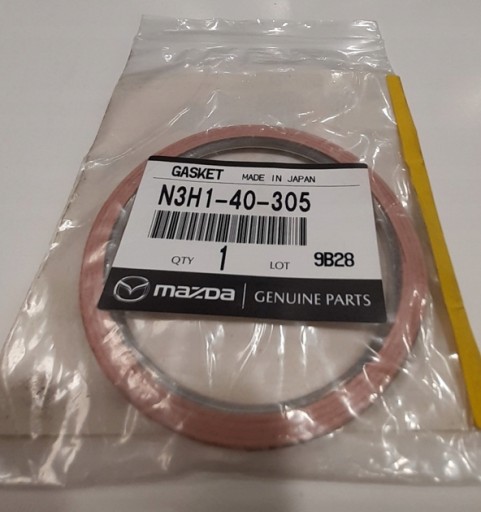 GASKET MADE IN JAPAN
N3H1-40-305
QTY 1 LOT 9B28
mazda GENUINE PARTS